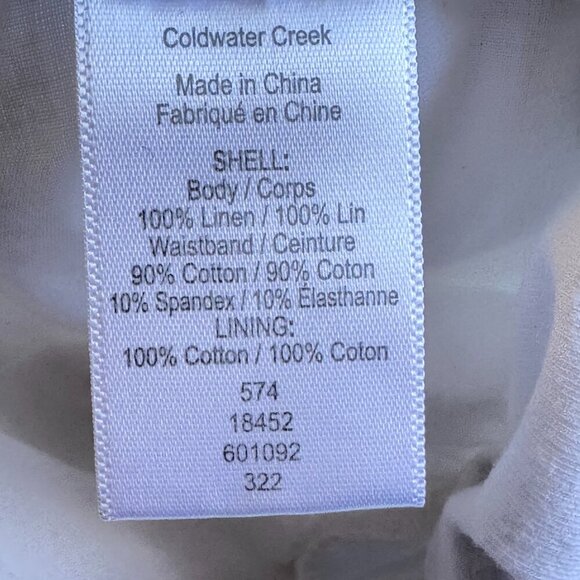 Coldwater Creek
Made in China
Fabriqué en Chine
SHELL:
Body / Corps
100% Linen / 100% Lin
Waistband / Ceinture
90% Cotton / 90% Coton
10% Spandex / 10% Élasthanne
LINING:
100% Cotton / 100% Coton
574
18452
601092
322